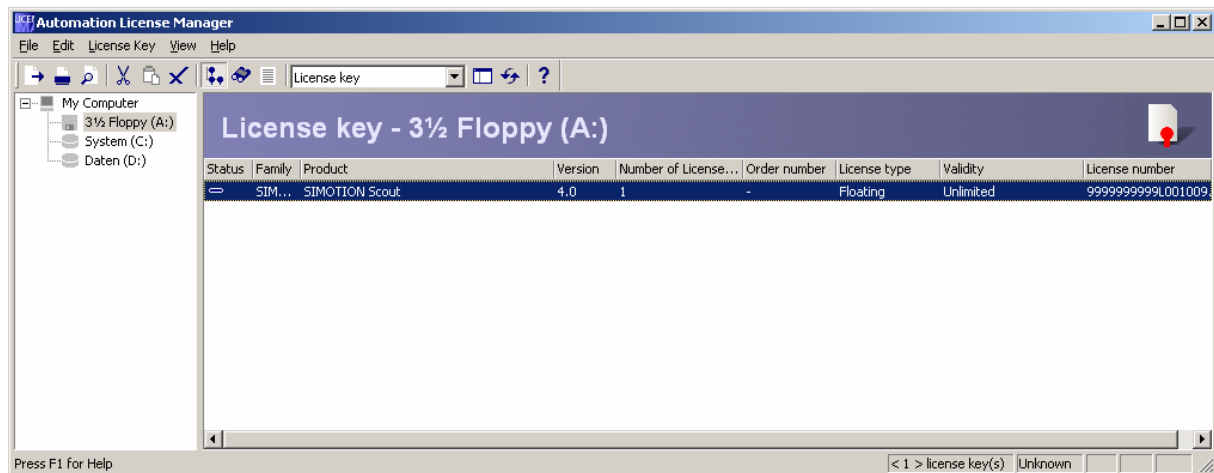 Automation License Manager
File Edit License Key View Help
License key ?
My Computer
3½ Floppy (A:)
System (C:)
Daten (D:)
License key - 3½ Floppy (A:)
Status Family Product Version Number of License... Order number License type Validity License number
SIM... SIMOTION Scout 4.0 1 - Floating Unlimited 9999999999L001009
Press F1 for Help < 1 > license key(s) Unknown